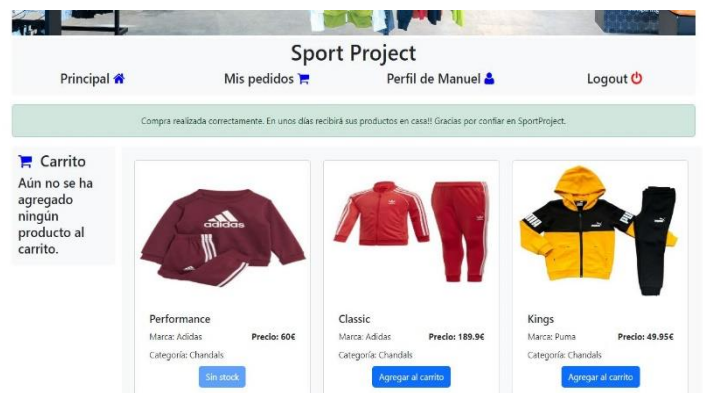 Sport Project
Principal
Mis pedidos
Perfil de Manuel
Logout
Compra realizada correctamente. En unos días recibirá sus productos en casa!! Gracias por confiar en SportProject.
Carrito
Aún no se ha
agregado
ningún
producto al
carrito.
adidas
PUMA
Performance
Marca: Adidas
Precio: 60€
Categoría: Chandals
Sin stock
Classic
Marca: Adidas
Precio: 189.9€
Categoría: Chandals
Agregar al carrito
Kings
Marca: Puma
Precio: 49.95€
Categoría: Chandals
Agregar al carrito